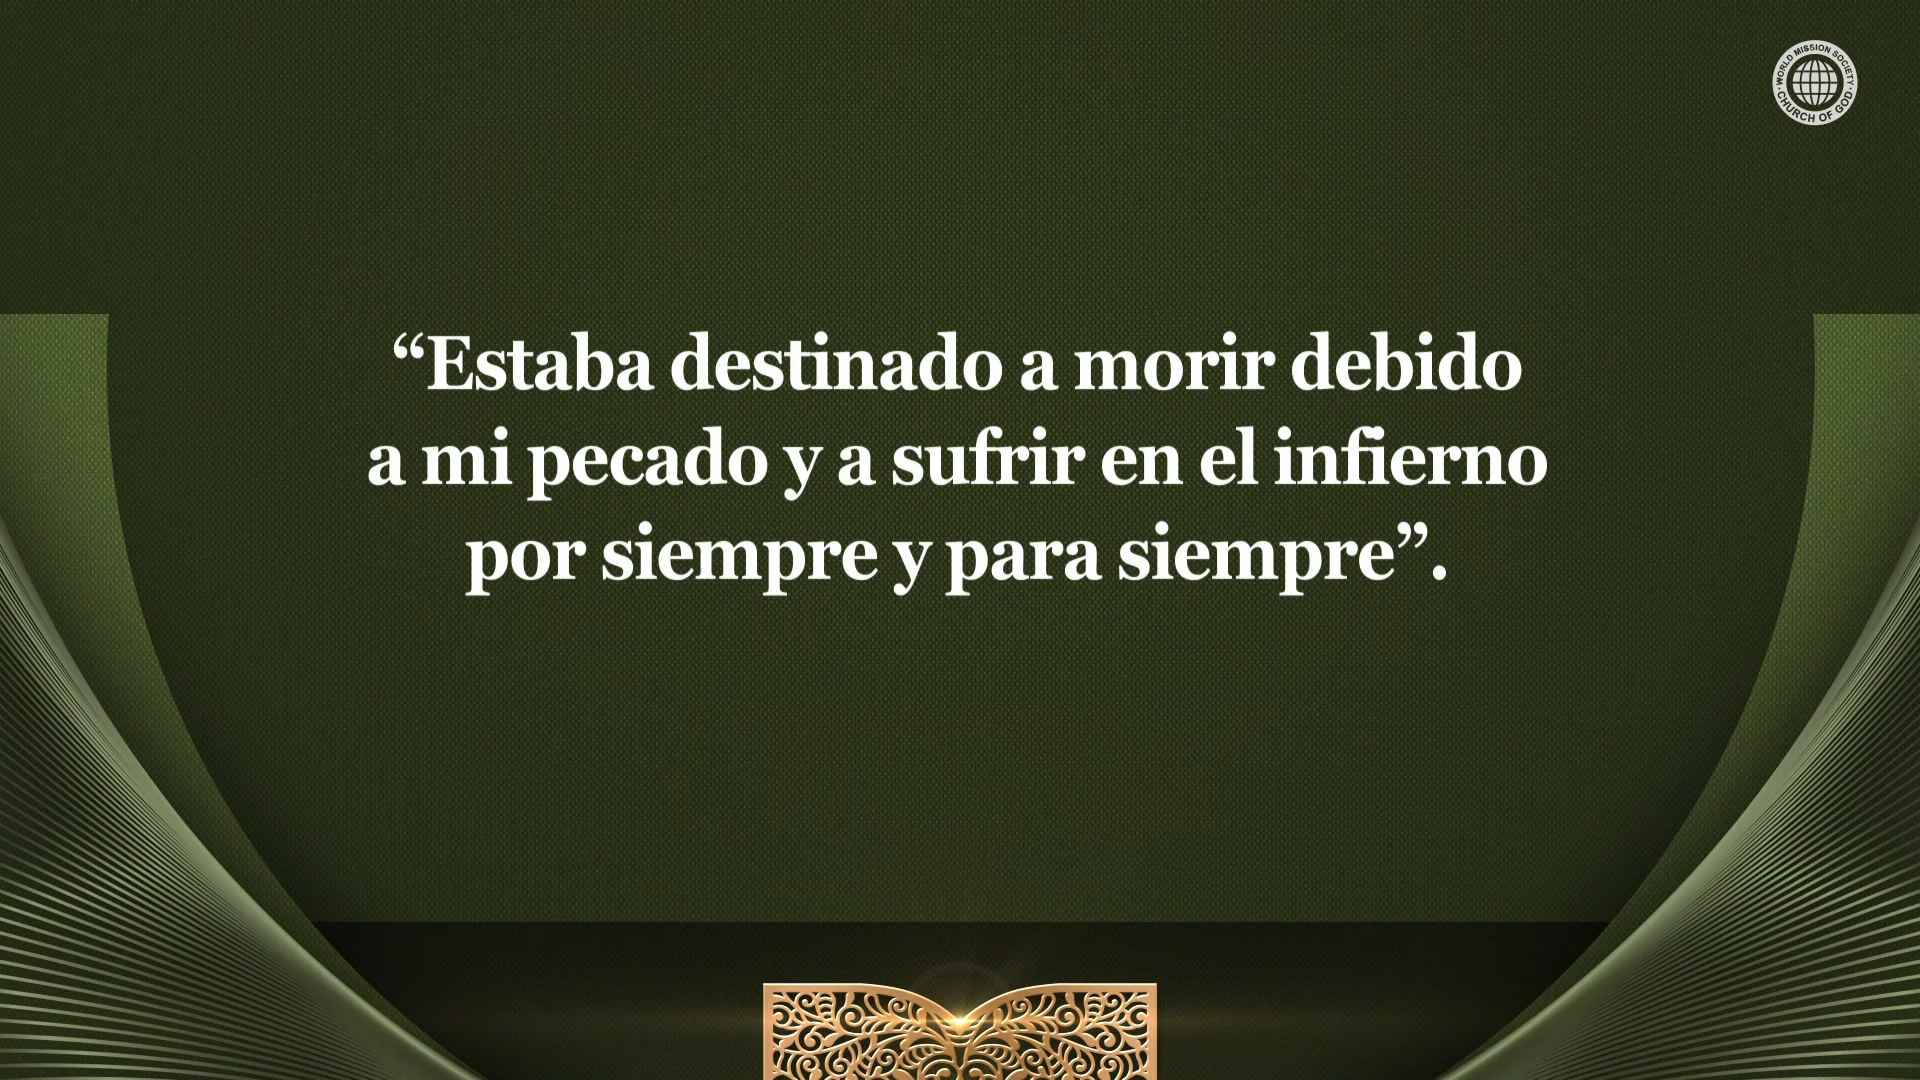 WORLD MISSION SOCIETY
CHURCH OF GOD
“Estaba destinado a morir debido
a mi pecado y a sufrir en el infierno
por siempre y para siempre”.